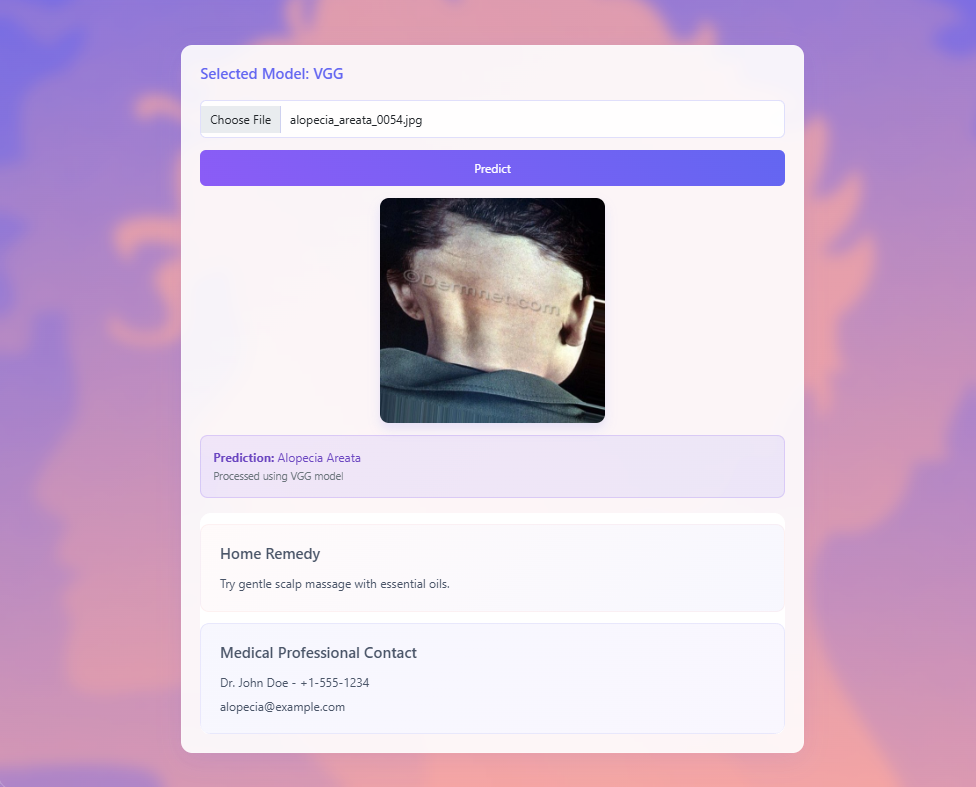 Selected Model: VGG
Choose File alopecia_areata_0054.jpg
Predict
©Dermnet.com
Prediction: Alopecia Areata
Processed using VGG model
Home Remedy
Try gentle scalp massage with essential oils.
Medical Professional Contact
Dr. John Doe - +1-555-1234
alopecia@example.com